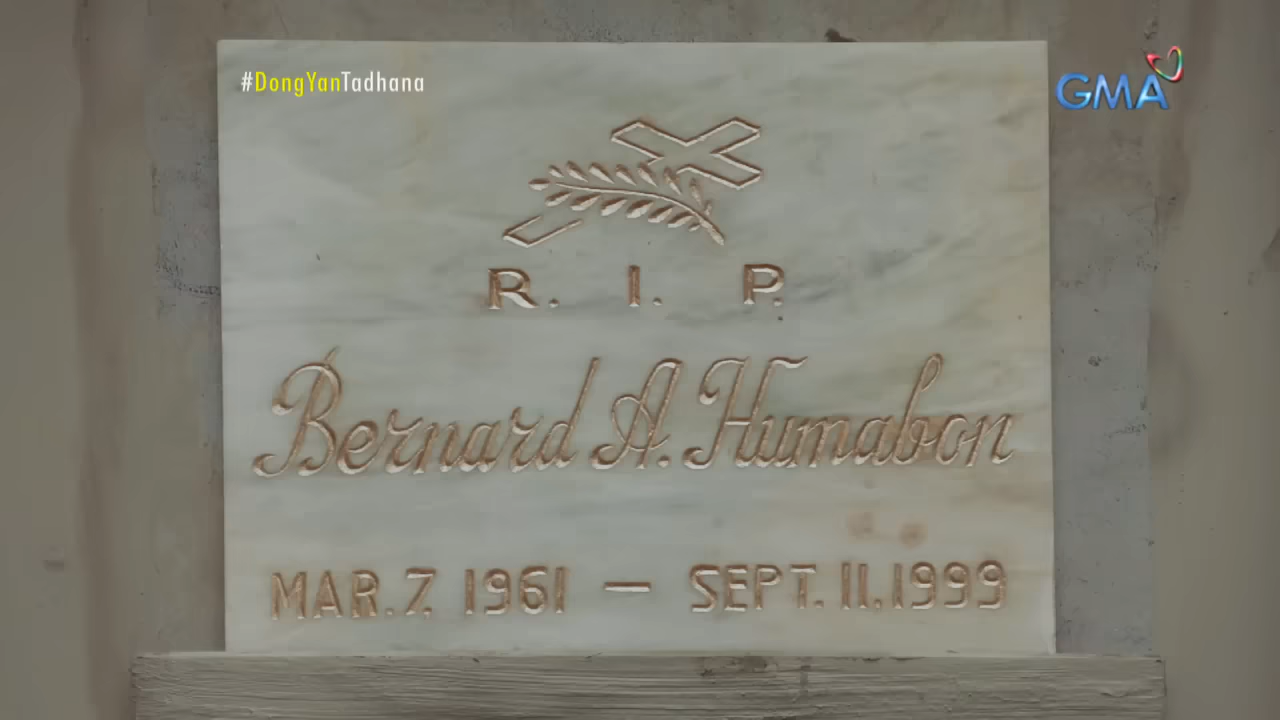 #DongYanTadhana
GMA
R. I. P.
Bernard A. Humabon
MAR. 7, 1961 — SEPT. 11, 1999